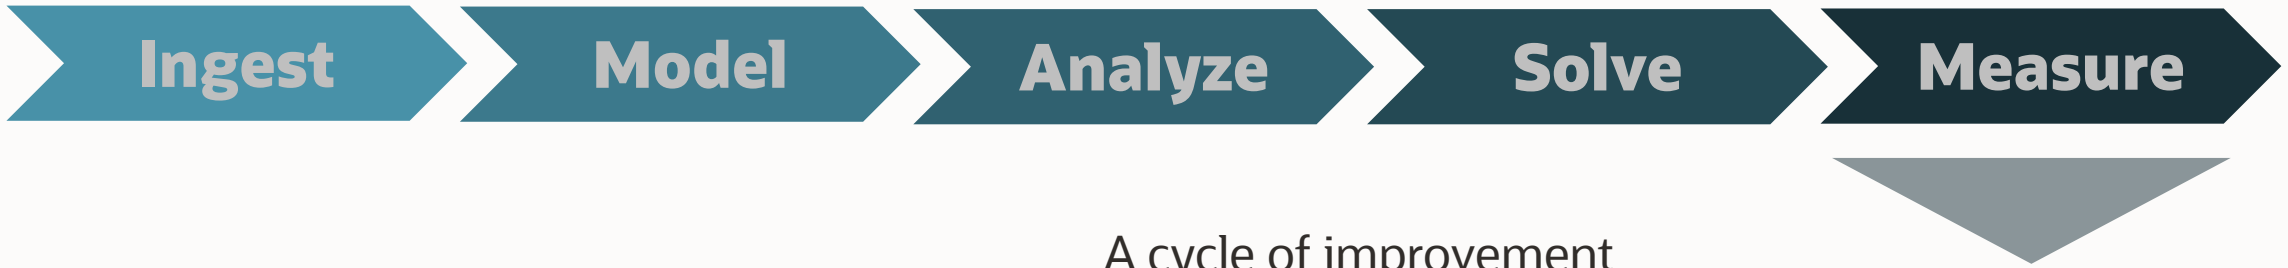 Ingest Model Analyze Solve Measure
A cycle of improvement